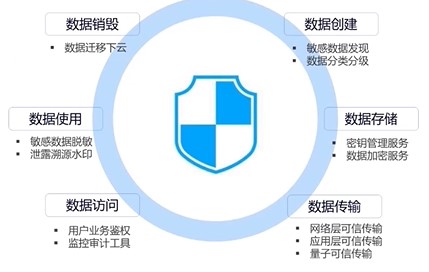 数据销毁
数据迁移下云
数据创建
敏感数据发现
数据分类分级
数据使用
敏感数据脱敏
泄露溯源水印
数据存储
密钥管理服务
数据加密服务
数据访问
用户业务鉴权
监控审计工具
数据传输
网络层可信传输
应用层可信传输
量子可信传输